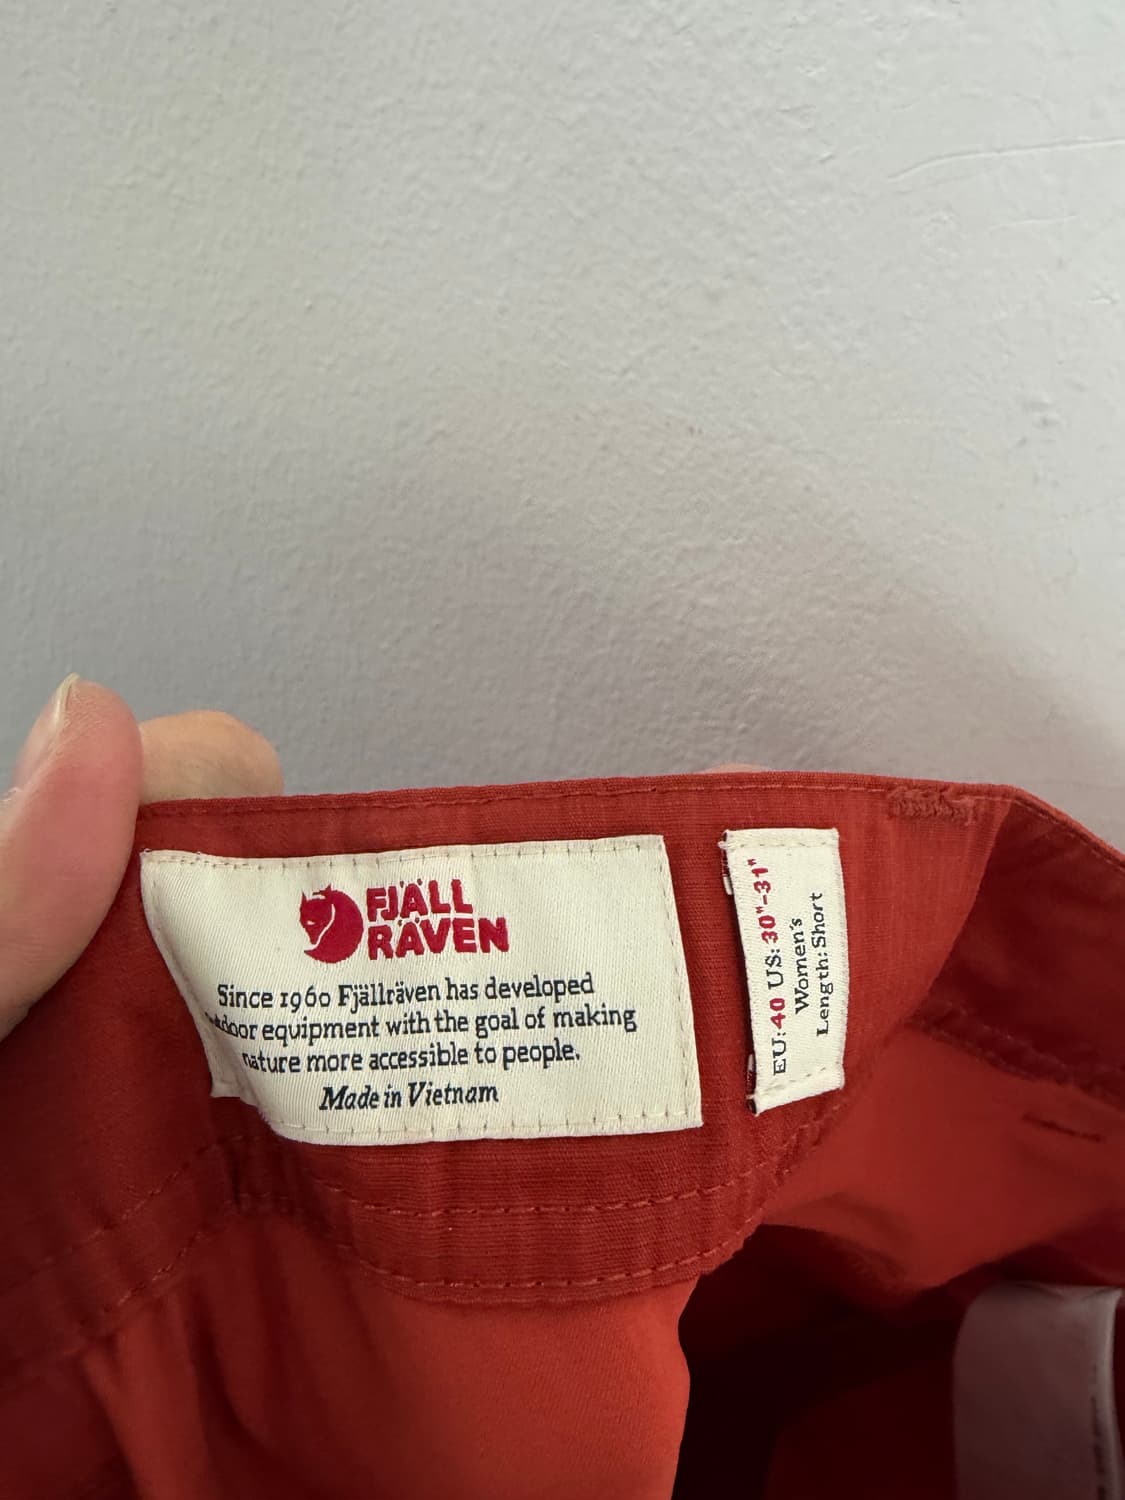 FJÄLL
RÄVEN
Since 1960 Fjällräven has developed
equipment with the goal of making
nature more accessible to people.
Made in Vietnam
EU: 40 US: 30"-31"
Women's
Length: Short